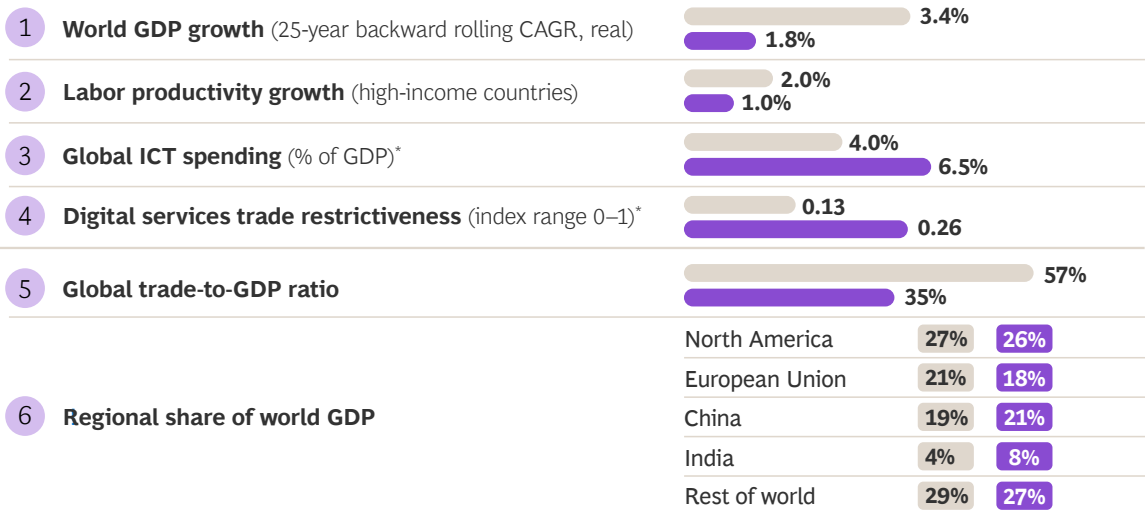 1 World GDP growth (25-year backward rolling CAGR, real) 3.4%
1.8%
2 Labor productivity growth (high-income countries) 2.0%
1.0%
3 Global ICT spending (% of GDP)* 4.0%
6.5%
4 Digital services trade restrictiveness (index range 0–1)* 0.13
0.26
5 Global trade-to-GDP ratio 57%
35%
6 Regional share of world GDP
North America 27% 26%
European Union 21% 18%
China 19% 21%
India 4% 8%
Rest of world 29% 27%